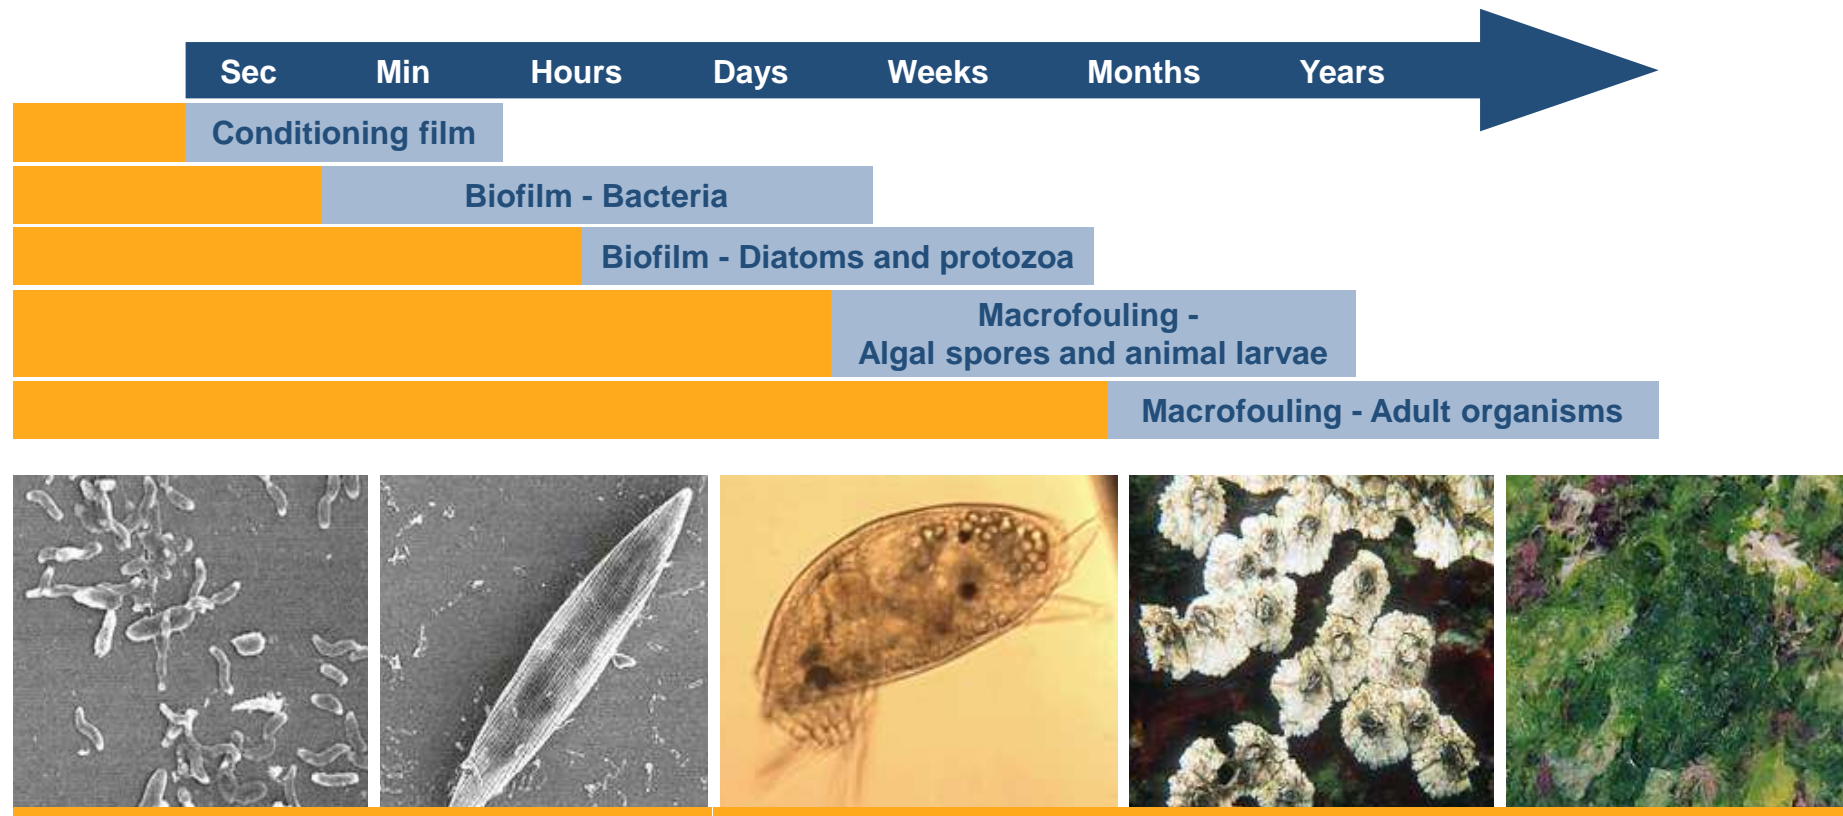 Sec Min Hours Days Weeks Months Years
Conditioning film
Biofilm - Bacteria
Biofilm - Diatoms and protozoa
Macrofouling -
Algal spores and animal larvae
Macrofouling - Adult organisms